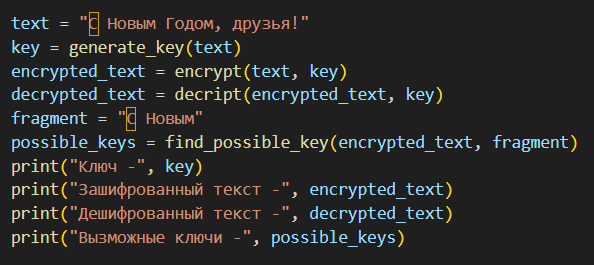 text = "С Новым Годом, друзья!"
key = generate_key(text)
encrypted_text = encrypt(text, key)
decrypted_text = decript(encrypted_text, key)
fragment = "С Новым"
possible_keys = find_possible_key(encrypted_text, fragment)
print("Ключ -", key)
print("Зашифрованный текст -", encrypted_text)
print("Дешифрованный текст -", decrypted_text)
print("Вызможные ключи -", possible_keys)